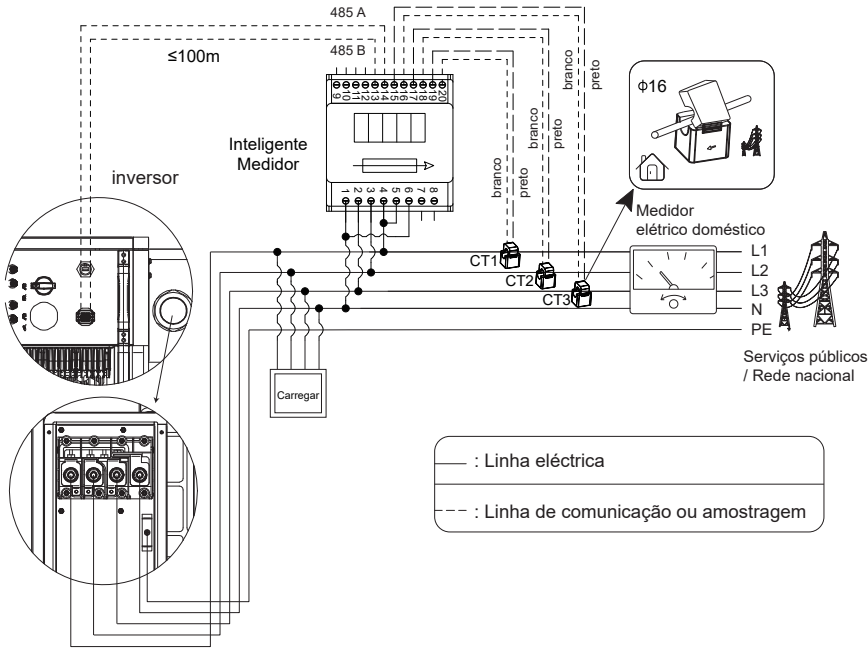 485 A
485 B
≤100m
9 10 11 12 13 14 15 16 17 18 19 20
Inteligente
Medidor
1 2 3 4 5 6 7 8
branco
preto
branco
preto
branco
preto
Φ16
inversor
Medidor
elétrico doméstico
CT1
CT2
CT3
L1
L2
L3
N
PE
Serviços públicos
/ Rede nacional
Carregar
: Linha eléctrica
: Linha de comunicação ou amostragem